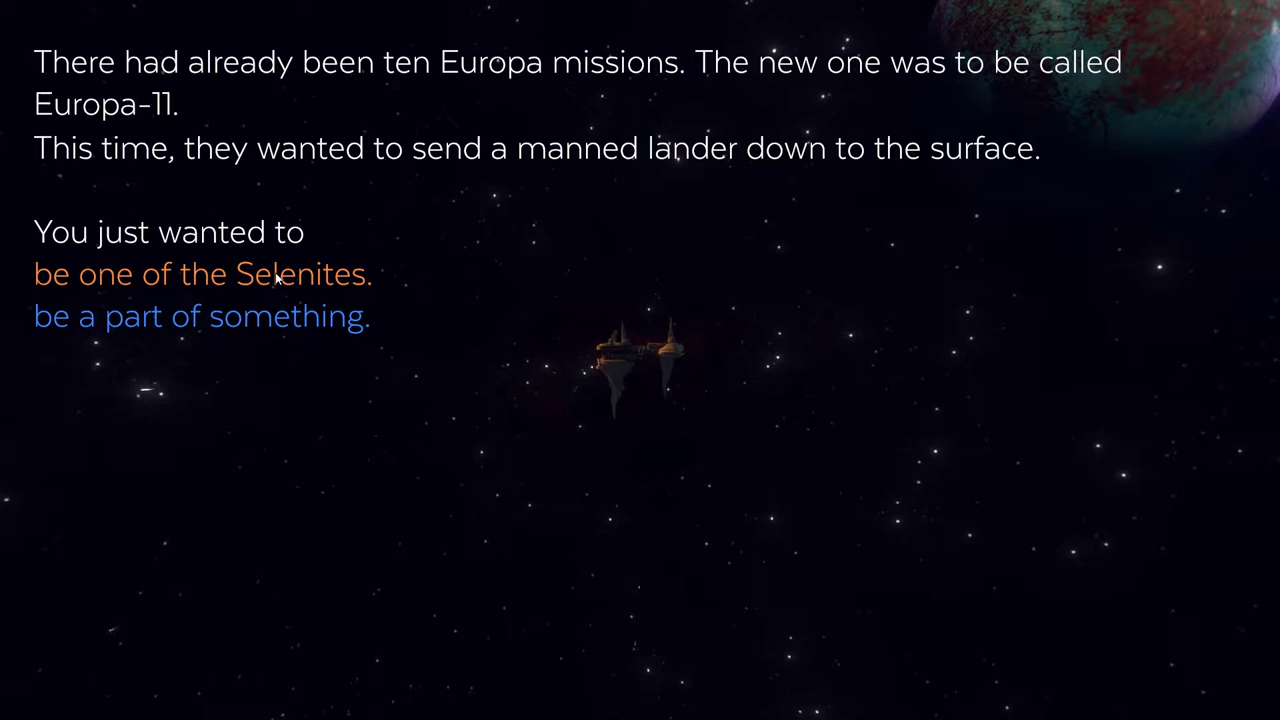 There had already been ten Europa missions. The new one was to be called
Europa-11.
This time, they wanted to send a manned lander down to the surface.
You just wanted to
be one of the Selenites.
be a part of something.